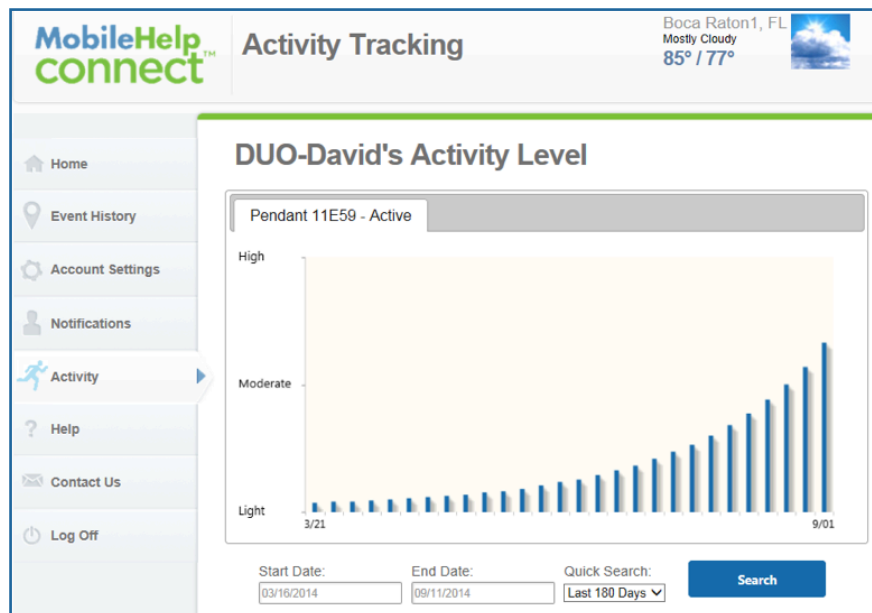 MobileHelp
connect™
Activity Tracking
Boca Raton1, FL
Mostly Cloudy
85° / 77°
Home
Event History
Account Settings
Notifications
Activity
Help
Contact Us
Log Off
DUO-David's Activity Level
Pendant 11E59 - Active
High
Moderate
Light
3/21
9/01
Start Date:
End Date:
Quick Search:
03/16/2014
09/11/2014
Last 180 Days
Search